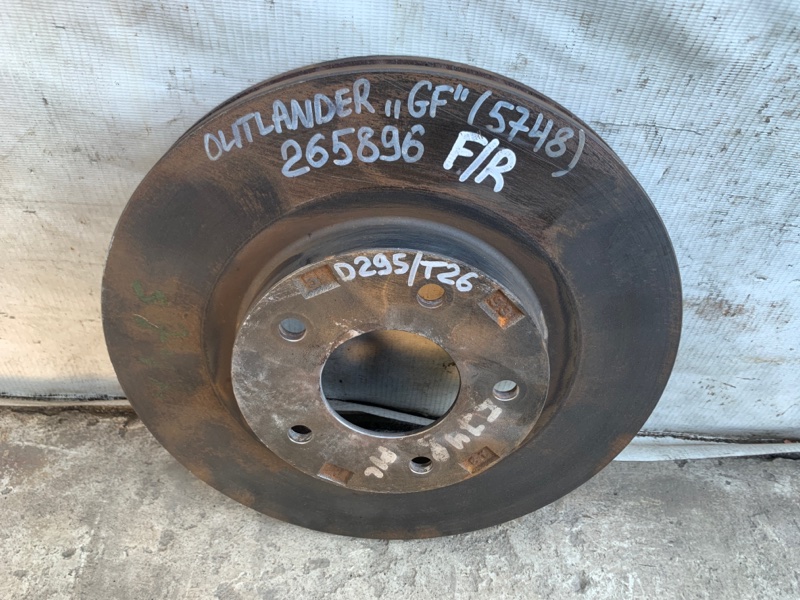 OUTLANDER „GF" (5748)
265896 F/R
D295/T26